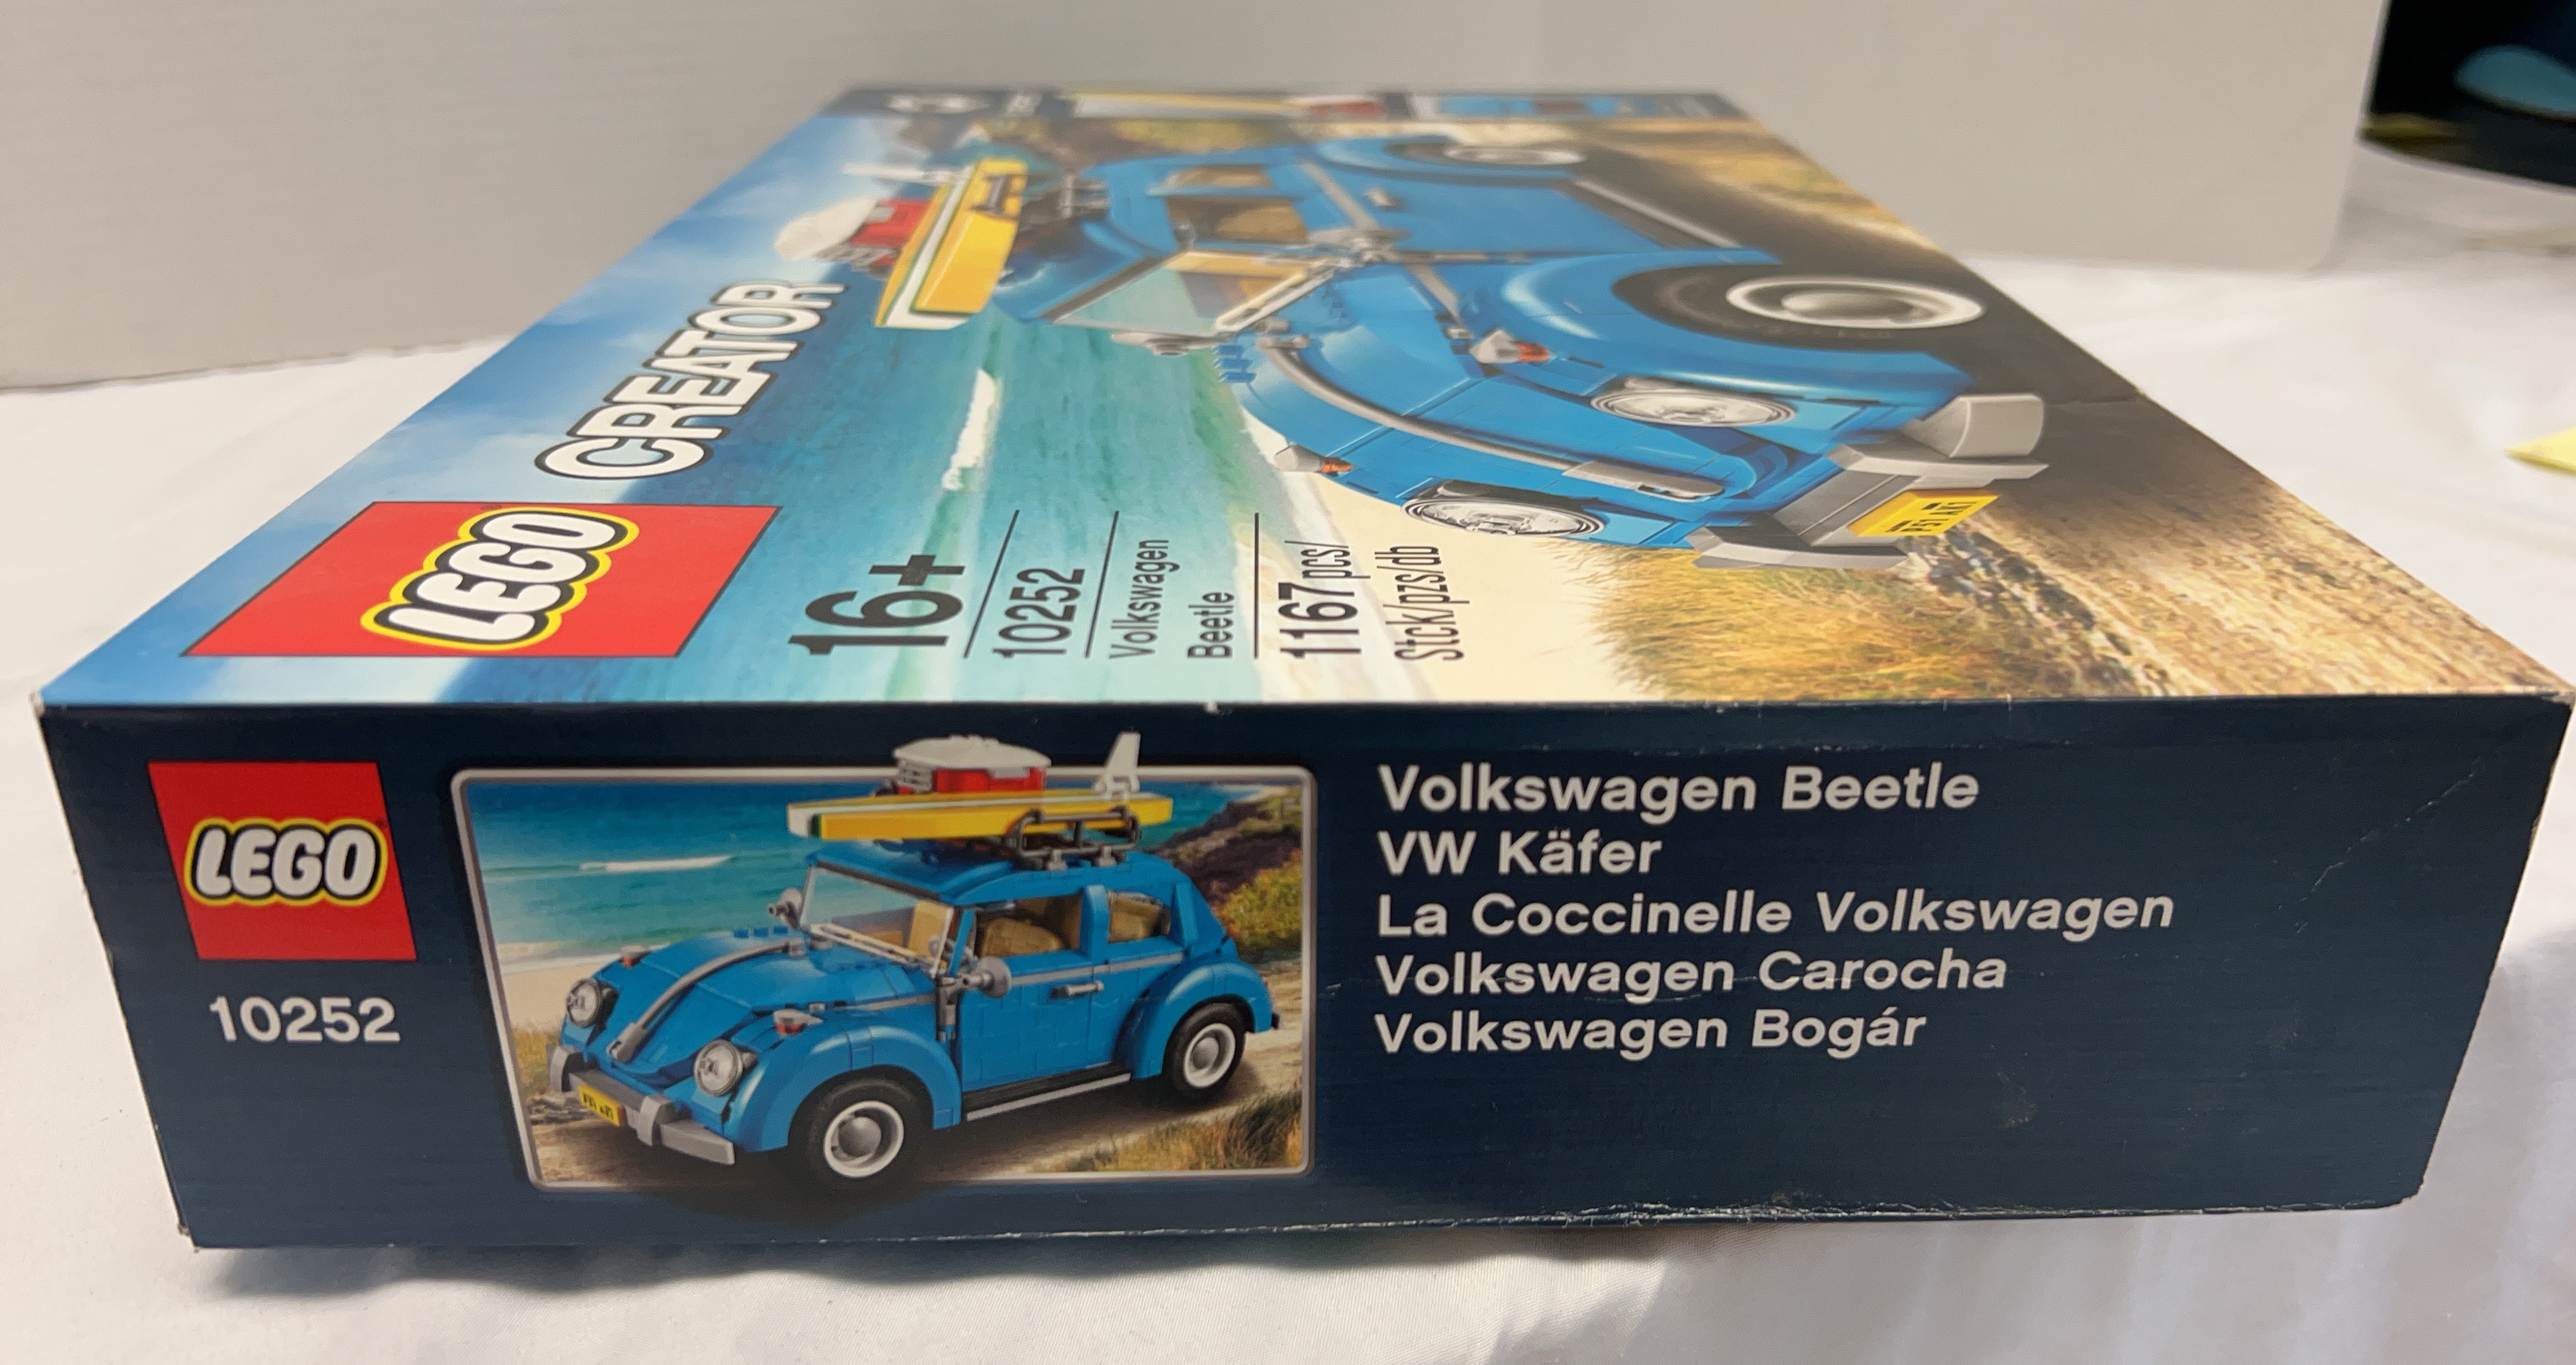 LEGO
CREATOR
16+
10252
Volkswagen
Beetle
1167 pcs/
Stck/pzs/db
LEGO
10252
Volkswagen Beetle
VW Käfer
La Coccinelle Volkswagen
Volkswagen Carocha
Volkswagen Bogár